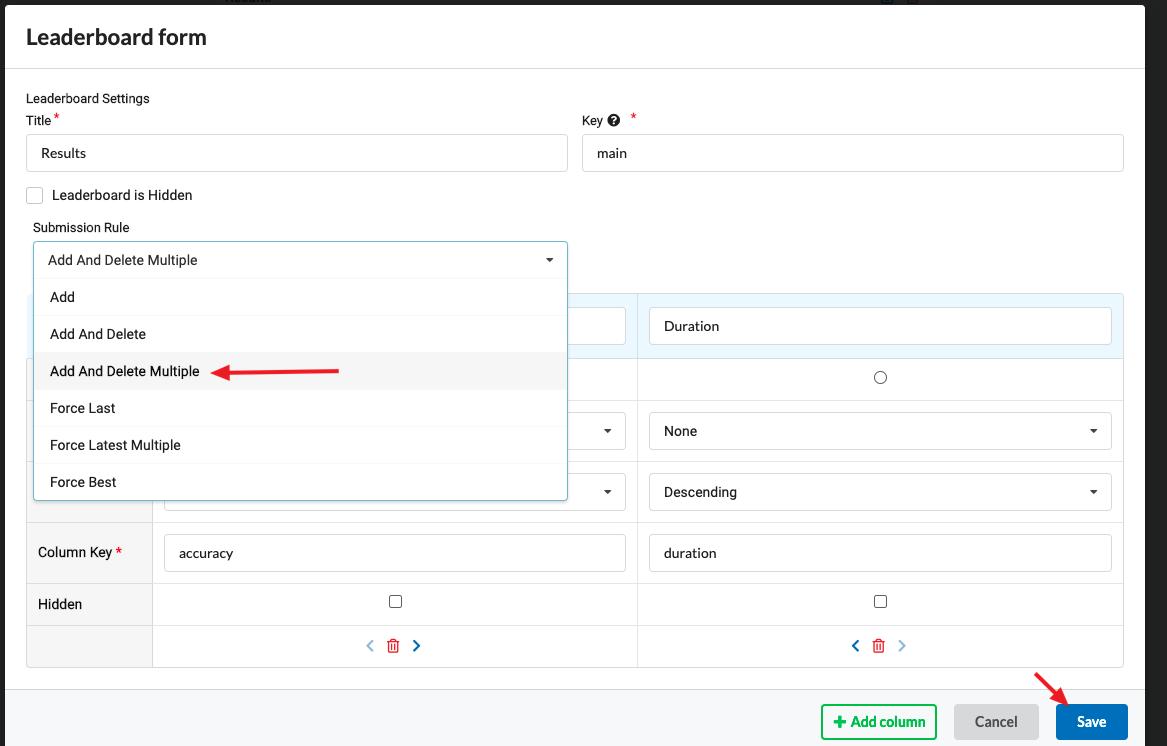 Leaderboard form
Leaderboard Settings
Title *
Key ? *
Results
main
Leaderboard is Hidden
Submission Rule
Add And Delete Multiple
Add
Add And Delete
Add And Delete Multiple
Force Last
Force Latest Multiple
Force Best
Duration
None
Descending
Column Key *
accuracy
duration
Hidden
+ Add column
Cancel
Save